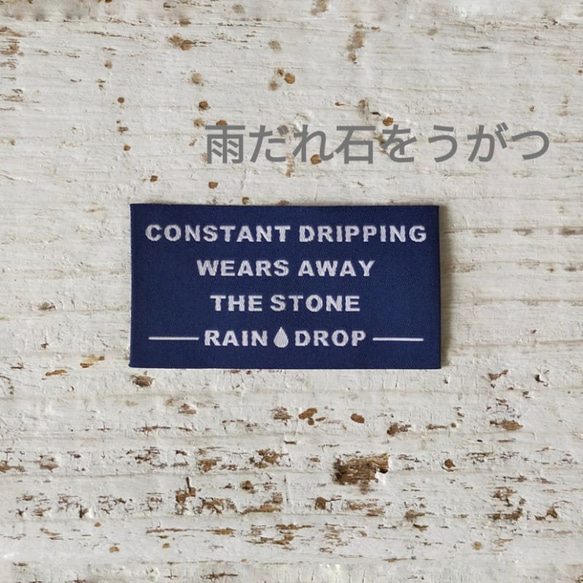 雨だれ石をうがつ
CONSTANT DRIPPING
WEARS AWAY
THE STONE
RAIN DROP